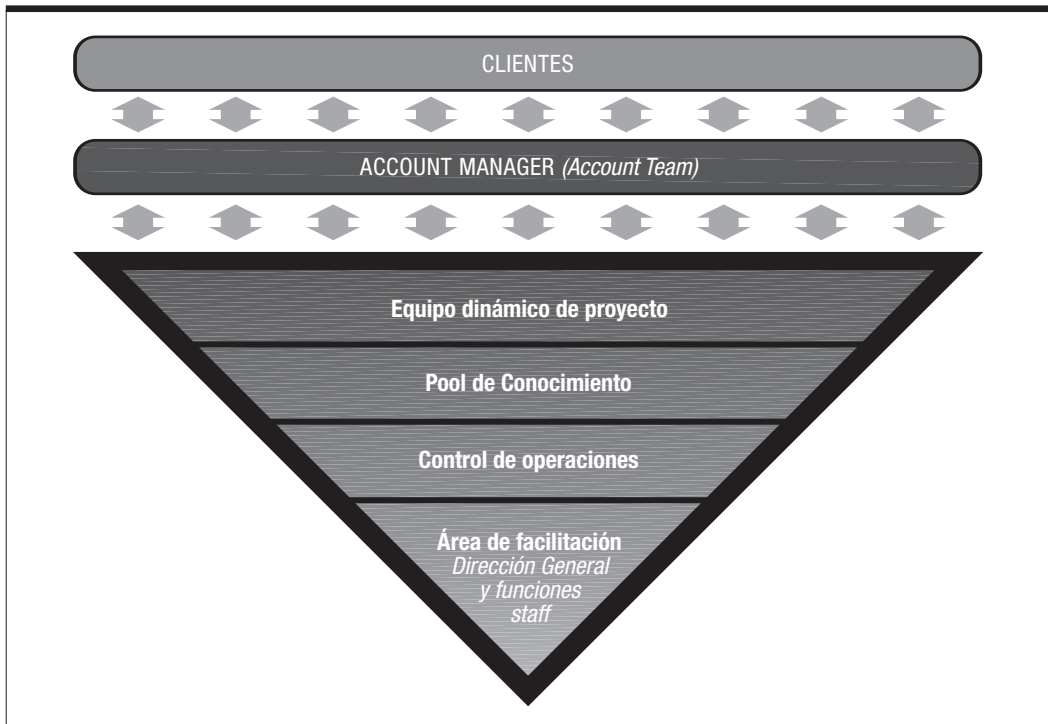 CLIENTES
ACCOUNT MANAGER (Account Team)
Equipo dinámico de proyecto
Pool de Conocimiento
Control de operaciones
Área de facilitación
Dirección General
y funciones
staff